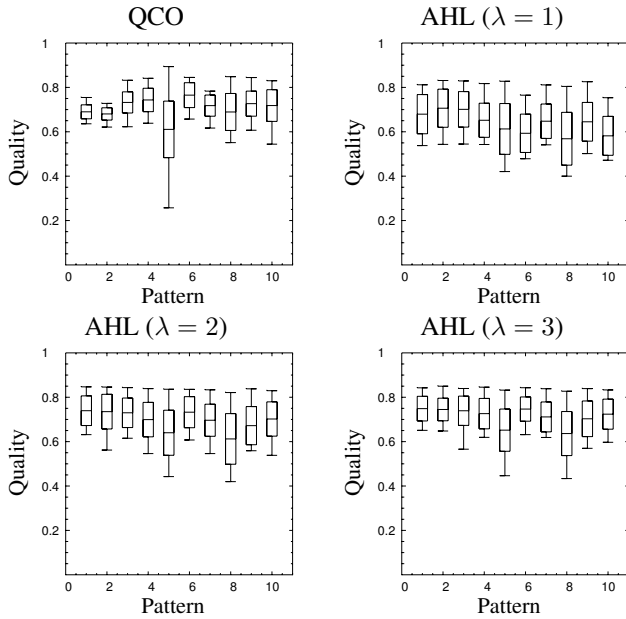 QCO
1
0.8
0.6
0.4
0.2
0 2 4 6 8 10
Quality
Pattern
AHL (λ = 1)
1
0.8
0.6
0.4
0.2
0 2 4 6 8 10
Quality
Pattern
AHL (λ = 2)
1
0.8
0.6
0.4
0.2
0 2 4 6 8 10
Quality
Pattern
AHL (λ = 3)
1
0.8
0.6
0.4
0.2
0 2 4 6 8 10
Quality
Pattern